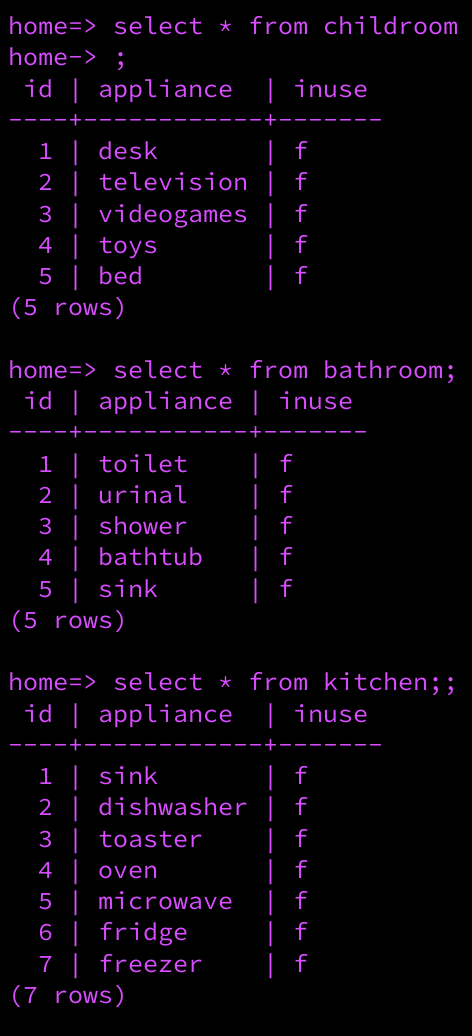 home=> select * from childroom
home-> ;
 id | appliance  | inuse
----+------------+-------
  1 | desk       | f
  2 | television | f
  3 | videogames | f
  4 | toys       | f
  5 | bed        | f
(5 rows)

home=> select * from bathroom;
 id | appliance | inuse
----+-----------+-------
  1 | toilet    | f
  2 | urinal    | f
  3 | shower    | f
  4 | bathtub   | f
  5 | sink      | f
(5 rows)

home=> select * from kitchen;;
 id | appliance  | inuse
----+------------+-------
  1 | sink       | f
  2 | dishwasher | f
  3 | toaster    | f
  4 | oven       | f
  5 | microwave  | f
  6 | fridge     | f
  7 | freezer    | f
(7 rows)